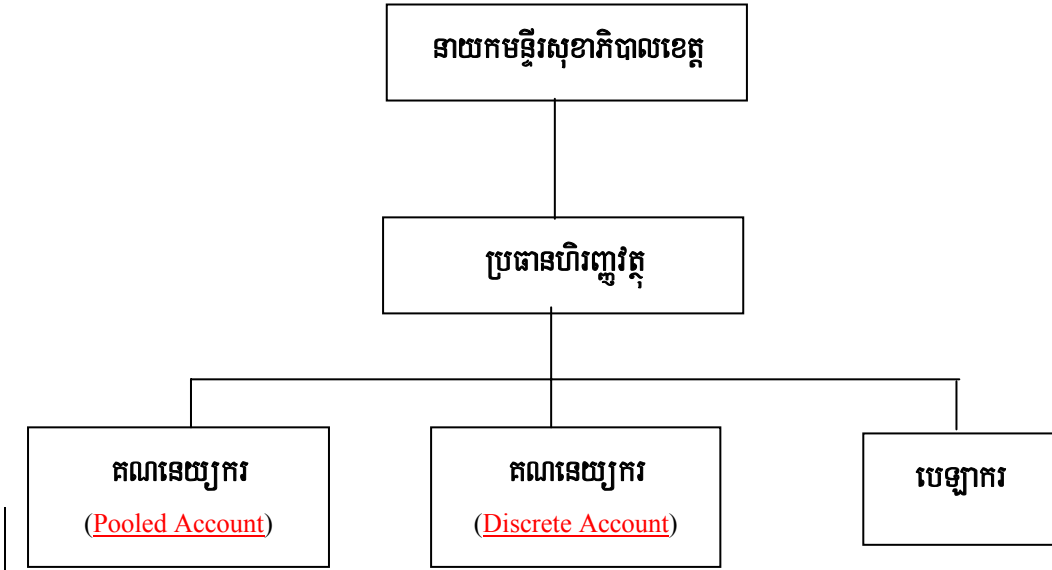 នាយកមន្ទីរសុខាភិបាលខេត្ត
ប្រធានហិរញ្ញវត្ថុ
គណនេយ្យករ
(Pooled Account)
គណនេយ្យករ
(Discrete Account)
បេឡាករ